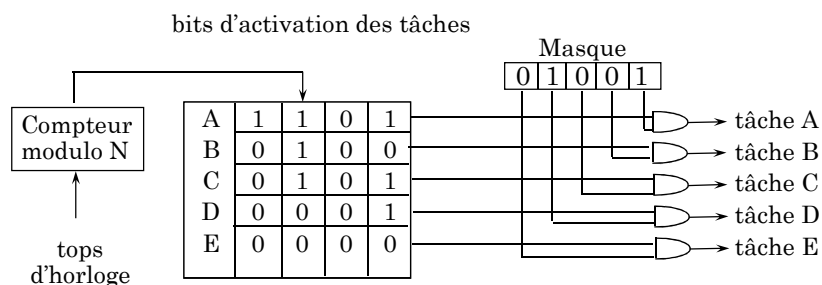 bits d'activation des tâches
Masque
0 1 0 0 1
Compteur
modulo N
A 1 1 0 1
B 0 1 0 0
C 0 1 0 1
D 0 0 0 1
E 0 0 0 0
tâche A
tâche B
tâche C
tâche D
tâche E
tops
d'horloge